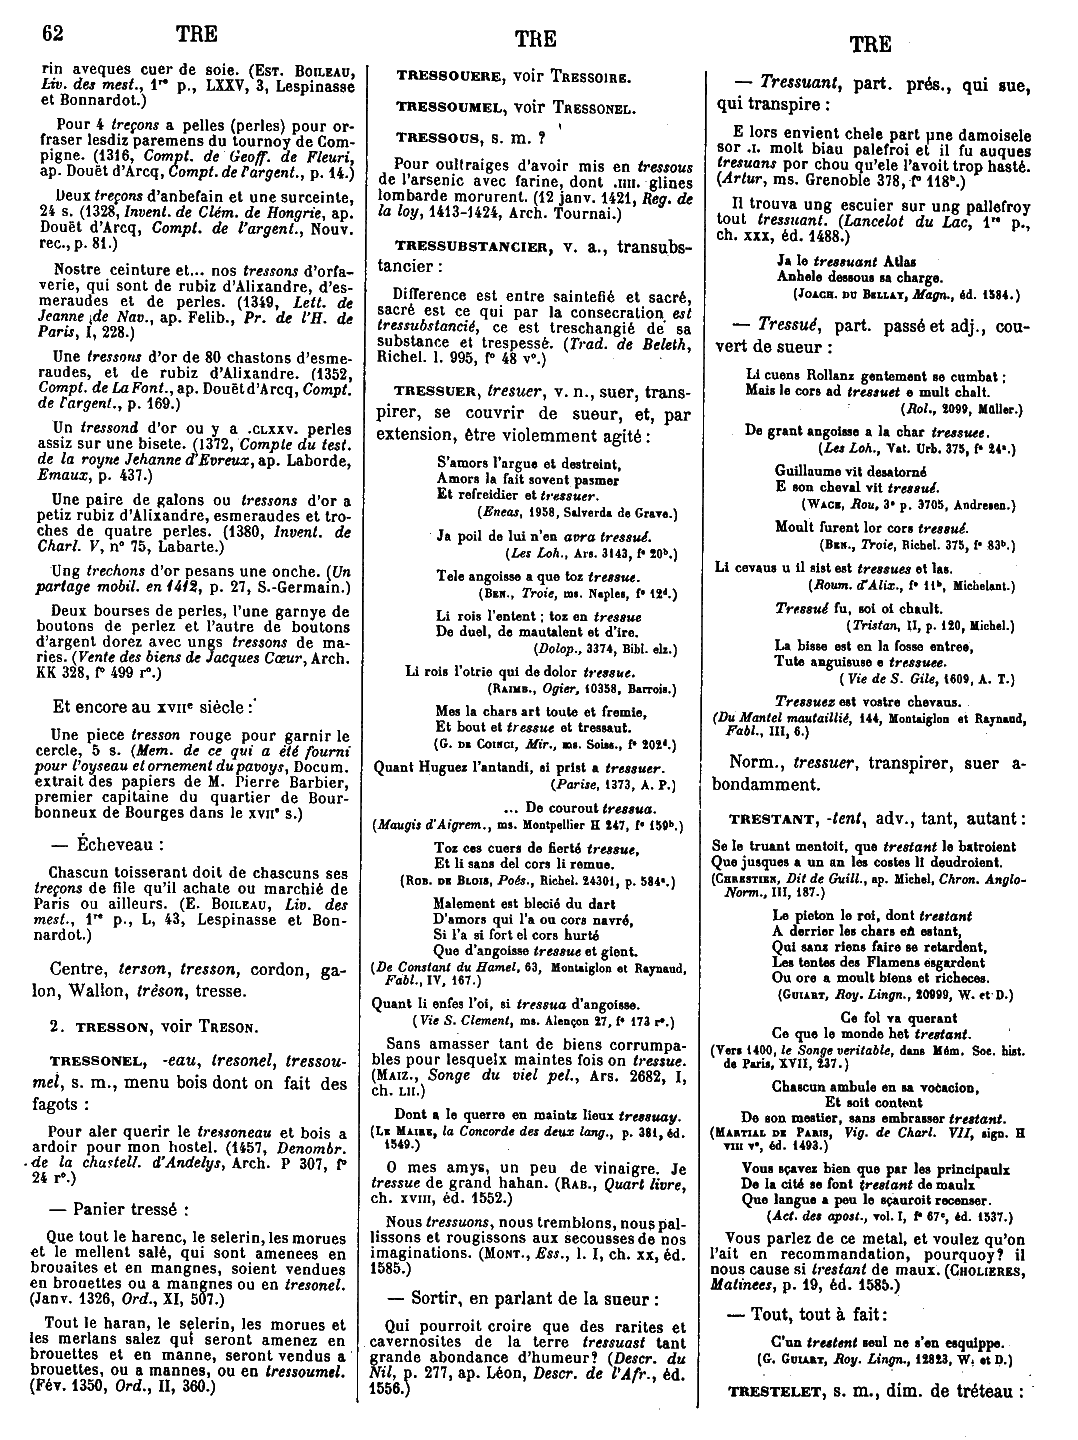 62
TRE
TRE
TRE
rin aveques cuer de soie. (Est. Boileau,
Liv. des mest., 1re p., LXXV, 3, Lespinasse
et Bonnardot.)
Pour 4 treçons a pelles (perles) pour or-
fraser lesdiz paremens du tournoy de Com-
pigne. (1316, Compt. de Geoff. de Fleuri,
ap. Douët d'Arcq, Compt. de l'argent., p. 14.)
Deux treçons d'anbefain et une surceinte,
24 s. (1328, Invent. de Clém. de Hongrie, ap.
Douët d'Arcq, Compt. de l'argent., Nouv.
rec., p. 81.)
Nostre ceinture et... nos tressons d'orfa-
verie, qui sont de rubiz d'Alixandre, d'es-
meraudes et de perles. (1349, Lett. de
Jeanne de Nav., ap. Felib., Pr. de l'H. de
Paris, I, 228.)
Une tressons d'or de 80 chastons d'esme-
raudes, et de rubiz d'Alixandre. (1352,
Compt. de La Font., ap. Douët d'Arcq, Compt.
de l'argent., p. 169.)
Un tressond d'or ou y a .CLXXV. perles
assiz sur une bisete. (1372, Compte du test.
de la royne Jehanne d'Evreux, ap. Laborde,
Emaux, p. 437.)
Une paire de galons ou tressons d'or a
petiz rubiz d'Alixandre, esmeraudes et tro-
ches de quatre perles. (1380, Invent. de
Charl. V, n° 75, Labarte.)
Ung trechons d'or pesans une onche. (Un
partage mobil. en 1412, p. 27, S.-Germain.)
Deux bourses de perles, l'une garnye de
boutons de perlez et l'autre de boutons
d'argent dorez avec ungs tressons de ma-
ries. (Vente des biens de Jacques Cœur, Arch.
KK 328, f° 499 r°.)
Et encore au XVIIe siècle :
Une piece tresson rouge pour garnir le
cercle, 5 s. (Mem. de ce qui a été fourni
pour l'oyseau et ornement du pavoys, Docum.
extrait des papiers de M. Pierre Barbier,
premier capitaine du quartier de Bour-
bonneux de Bourges dans le XVIIe s.)
— Écheveau :
Chascun toisserant doit de chascuns ses
treçons de file qu'il achate ou marchié de
Paris ou ailleurs. (E. Boileau, Liv. des
mest., 1re p., L, 43, Lespinasse et Bon-
nardot.)
Centre, terson, tresson, cordon, ga-
lon, Wallon, trèson, tresse.
2. TRESSON, voir Treson.
TRESSONEL, -eau, tresonel, tressou-
mel, s. m., menu bois dont on fait des
fagots :
Pour aler querir le tressoneau et bois a
ardoir pour mon hostel. (1457, Denombr.
de la chastell. d'Andelys, Arch. P 307, f°
24 r°.)
— Panier tressé :
Que tout le harenc, le selerin, les morues
et le mellent salé, qui sont amenees en
brouaites et en mangnes, soient vendues
en brouettes ou a mangnes ou en tresonel.
(Janv. 1326, Ord., XI, 507.)
Tout le haran, le selerin, les morues et
les merlans salez qui seront amenez en
brouettes et en manne, seront vendus a
brouettes, ou a mannes, ou en tressoumel.
(Fév. 1350, Ord., II, 360.)
TRESSOUERE, voir Tressoire.
TRESSOUMEL, voir Tressonel.
TRESSOUS, s. m. ?
Pour oultraiges d'avoir mis en tressous
de l'arsenic avec farine, dont .IIII. glines
lombarde morurent. (12 janv. 1421, Reg. de
la loy, 1413-1424, Arch. Tournai.)
TRESSUBSTANCIER, v. a., transubs-
tancier :
Difference est entre saintefié et sacré,
sacré est ce qui par la consecration est
tressubstancié, ce est treschangié de sa
substance et trespessé. (Trad. de Beleth,
Richel. l. 995, f° 48 v°.)
TRESSUER, tresuer, v. n., suer, trans-
pirer, se couvrir de sueur, et, par
extension, être violemment agité :
S'amors l'argue et destreint,
Amors la fait sovent pasmer
Et refreidier et tressuer.
(Eneas, 1958, Salverda de Grave.)
Ja poil de lui n'en avra tressué.
(Les Loh., Ars. 3143, f° 20b.)
Tele angoisse a que toz tressue.
(Ben., Troie, ms. Naples, f° 12d.)
Li rois l'entent ; toz en tressue
De duel, de mautalent et d'ire.
(Dolop., 3374, Bibl. elz.)
Li rois l'otrie qui de dolor tressue.
(Raimb., Ogier, 10358, Barrois.)
Mes la chars art toute et fremie,
Et bout et tressue et tressaut.
(G. de Coinci, Mir., ms. Soiss., f° 202d.)
Quant Huguez l'antandi, si prist a tressuer.
(Parise, 1373, A. P.)
... De courout tressua.
(Maugis d'Aigrem., ms. Montpellier H 247, f° 159b.)
Toz ces cuers de fierté tressue,
Et li sans del cors li remue.
(Rob. de Blois, Poés., Richel. 24301, p. 584a.)
Malement est blecié du dart
D'amors qui l'a ou cors navré,
Si l'a si fort el cors hurté
Que d'angoisse tressue et gient.
(De Constant du Hamel, 63, Montaiglon et Raynaud,
Fabl., IV, 167.)
Quant li enfes l'oi, si tressua d'angoisse.
(Vie S. Clement, ms. Alençon 27, f° 173 r°.)
Sans amasser tant de biens corrumpa-
bles pour lesquelx maintes fois on tressue.
(Maiz., Songe du viel pel., Ars. 2682, I,
ch. LII.)
Dont a le querre en maintz lieux tressuay.
(Le Maire, la Concorde des deux lang., p. 381, éd.
1549.)
O mes amys, un peu de vinaigre. Je
tressue de grand hahan. (Rab., Quart livre,
ch. XVIII, éd. 1552.)
Nous tressuons, nous tremblons, nous pal-
lissons et rougissons aux secousses de nos
imaginations. (Mont., Ess., l. I, ch. XX, éd.
1585.)
— Sortir, en parlant de la sueur :
Qui pourroit croire que des rarites et
cavernosites de la terre tressuast tant
grande abondance d'humeur? (Descr. du
Nil, p. 277, ap. Léon, Descr. de l'Afr., éd.
1556.)
— Tressuant, part. prés., qui sue,
qui transpire :
E lors envient chele part une damoisele
sor .I. molt biau palefroi et il fu auques
tresuans por chou qu'ele l'avoit trop hasté.
(Artur, ms. Grenoble 378, f° 118b.)
Il trouva ung escuier sur ung pallefroy
tout tressuant. (Lancelot du Lac, 1re p.,
ch. XXX, éd. 1488.)
Ja le tressuant Atlas
Anhele dessous sa charge.
(Joach. du Bellay, Magn., éd. 1584.)
— Tressué, part. passé et adj., cou-
vert de sueur :
Li cuens Rollanz gentement se cumbat ;
Mais le cors ad tressuet e mult chalt.
(Rol., 2099, Müller.)
De grant angoisse a la char tressuee.
(Les Loh., Vat. Urb. 375, f° 24a.)
Guillaume vit desatorné
E son cheval vit tressué.
(Wace, Rou, 3e p. 3705, Andresen.)
Moult furent lor cors tressué.
(Ben., Troie, Richel. 375, f° 83b.)
Li cevaus u il sist est tressues et las.
(Roum. d'Alix., f° 11b, Michelant.)
Tressué fu, soi oi chault.
(Tristan, II, p. 120, Michel.)
La bisse est en la fosse entree,
Tute anguisuse e tressuee.
(Vie de S. Gile, 1609, A. T.)
Tressuez est vostre chevaus.
(Du Mantel mautaillié, 144, Montaiglon et Raynaud,
Fabl., III, 6.)
Norm., tressuer, transpirer, suer a-
bondamment.
TRESTANT, -tent, adv., tant, autant :
Se le truant mentoit, que trestant le batroient
Que jusques a un an les costes li deudroient.
(Chrestien, Dit de Guill., ap. Michel, Chron. Anglo-
Norm., III, 187.)
Le pieton le roi, dont trestant
A derrier les chars en estant,
Qui sanz riens faire se retardent,
Les tentes des Flamens esgardent
Ou ore a moult biens et richeces.
(Guiart, Roy. Lingn., 20999, W. et D.)
Ce fol va querant
Ce que le monde het trestant.
(Vers 1400, le Songe veritable, dans Mém. Soc. hist.
de Paris, XVII, 237.)
Chascun ambule en sa vocacion,
Et soit content
De son mestier, sans embrasser trestant.
(Martial de Paris, Vig. de Charl. VII, sign. H
VIII v°, éd. 1493.)
Vous sçavez bien que par les principaulx
De la cité se font trestant de maulx
Que langue a peu le sçauroit recenser.
(Act. des apost., vol. I, f° 67c, éd. 1537.)
Vous parlez de ce metal, et voulez qu'on
l'ait en recommandation, pourquoy? il
nous cause si trestant de maux. (Cholieres,
Matinees, p. 19, éd. 1585.)
— Tout, tout à fait :
C'un trestent seul ne s'en esquippe.
(G. Guiart, Roy. Lingn., 12823, W. et D.)
TRESTELET, s. m., dim. de tréteau :